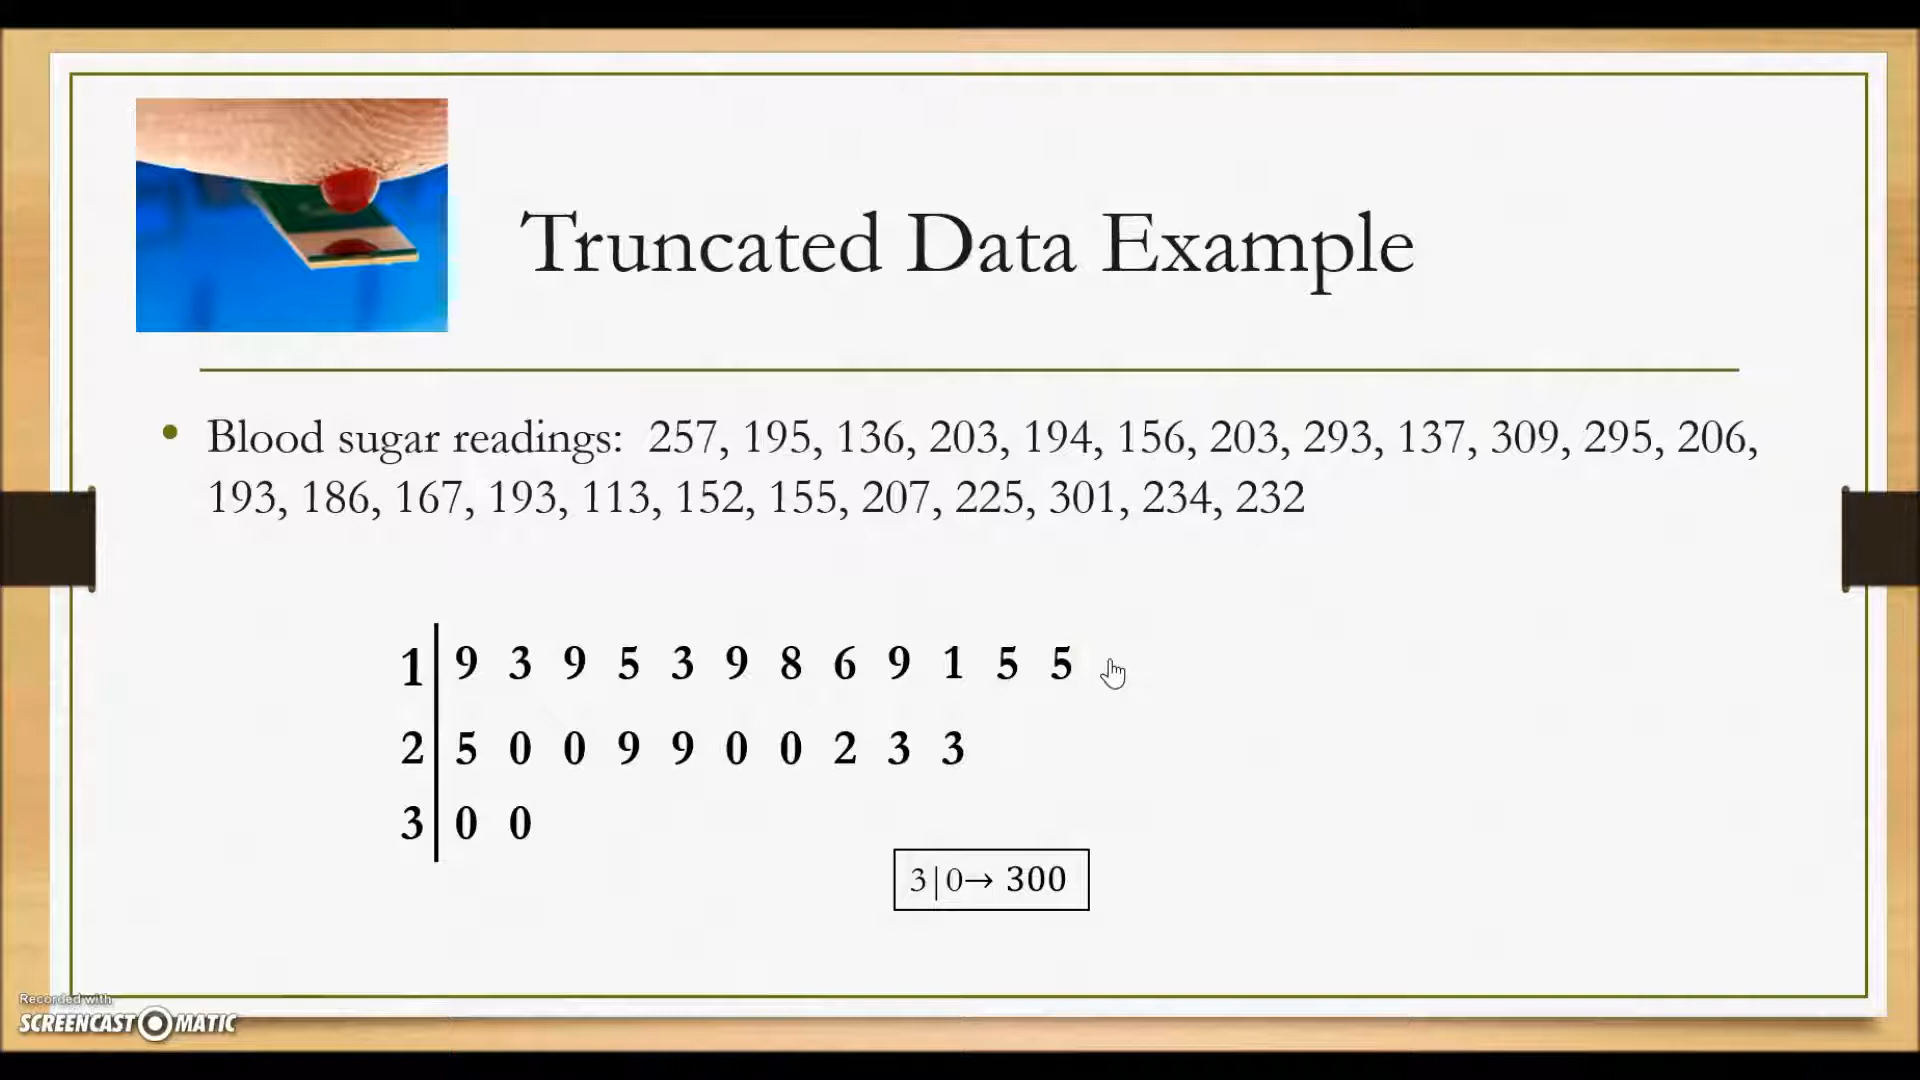 Truncated Data Example
• Blood sugar readings: 257, 195, 136, 203, 194, 156, 203, 293, 137, 309, 295, 206,
193, 186, 167, 193, 113, 152, 155, 207, 225, 301, 234, 232
1 | 9 3 9 5 3 9 8 6 9 1 5 5
2 | 5 0 0 9 9 0 0 2 3 3
3 | 0 0
3|0→ 300
Recorded with
SCREENCAST MATIC